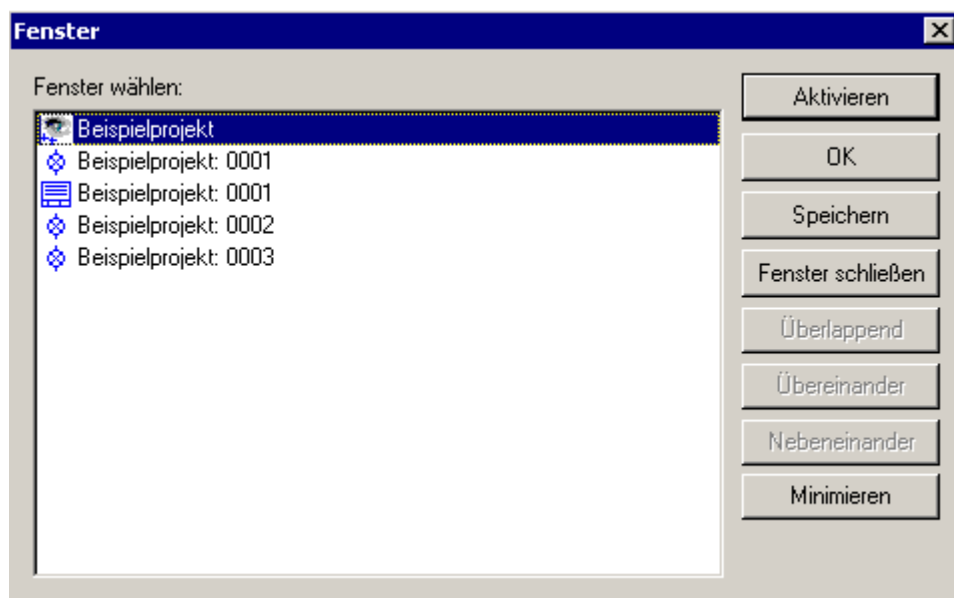 Fenster
Fenster wählen:
Beispielprojekt
Beispielprojekt: 0001
Beispielprojekt: 0001
Beispielprojekt: 0002
Beispielprojekt: 0003
Aktivieren
OK
Speichern
Fenster schließen
Überlappend
Übereinander
Nebeneinander
Minimieren